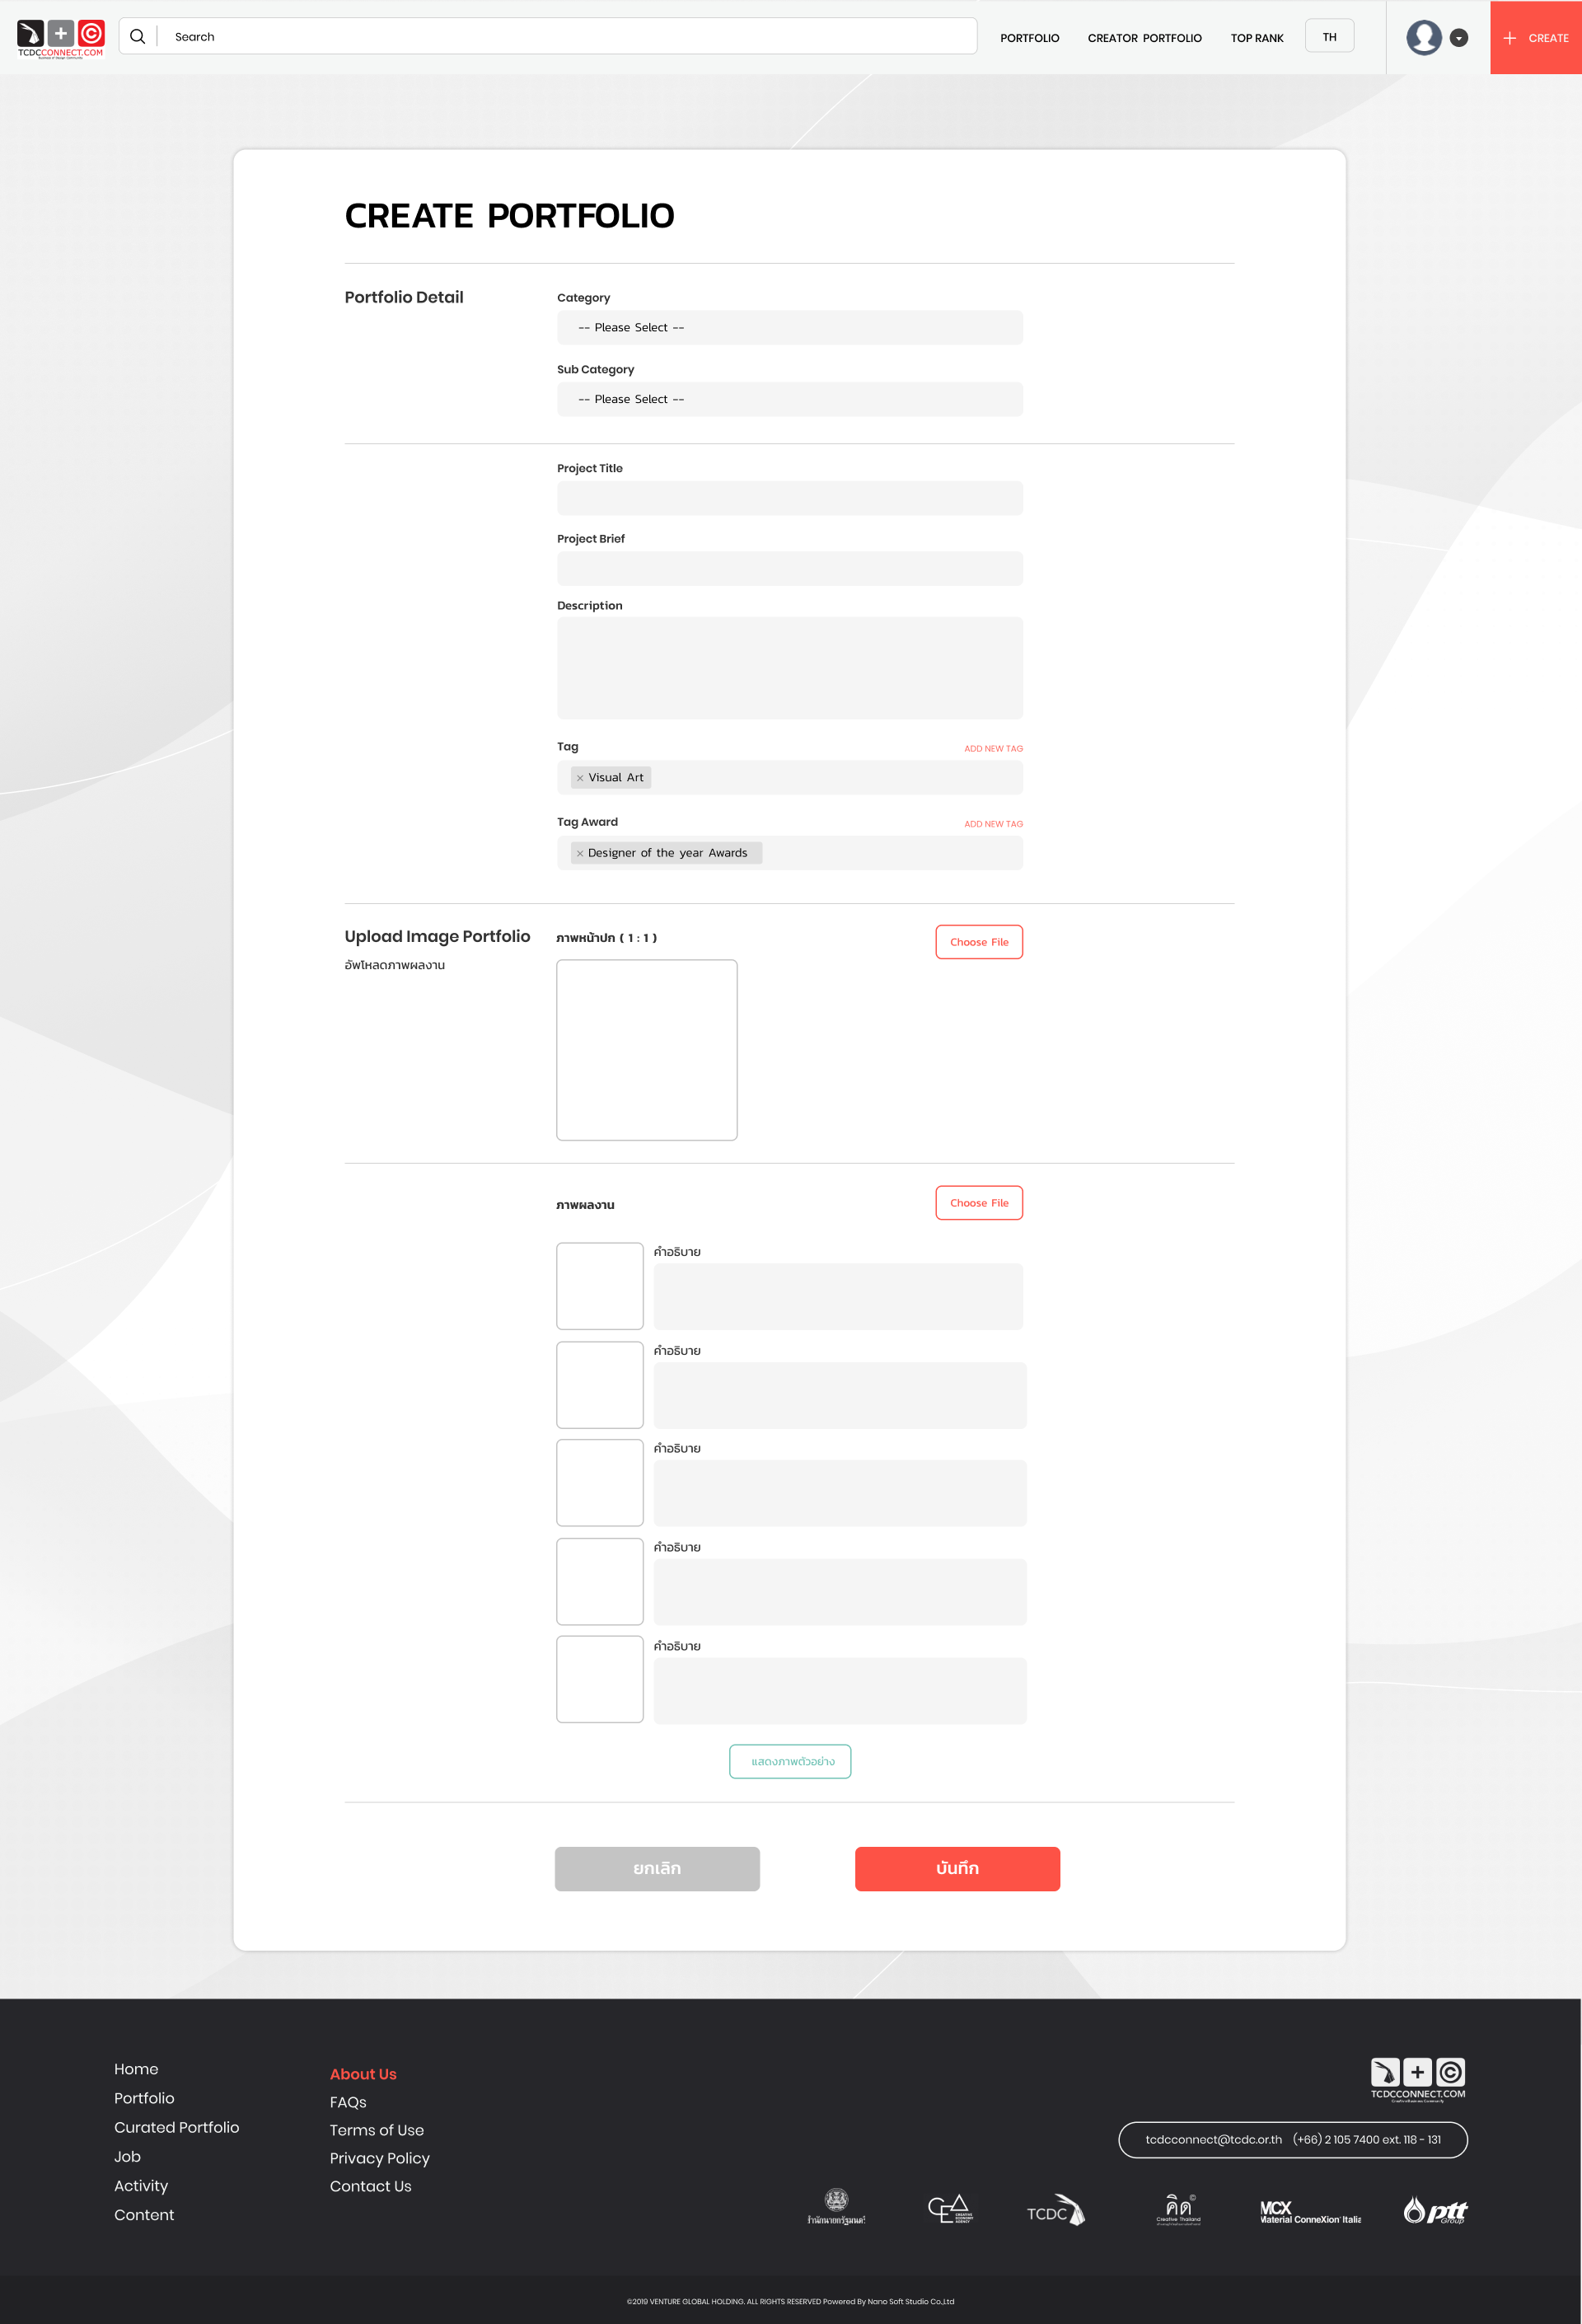 TCDCCONNECT.COM
Search
PORTFOLIO
CREATOR PORTFOLIO
TOP RANK
TH
CREATE
CREATE PORTFOLIO
Portfolio Detail
Category
-- Please Select --
Sub Category
-- Please Select --
Project Title
Project Brief
Description
Tag
ADD NEW TAG
× Visual Art
Tag Award
ADD NEW TAG
× Designer of the year Awards
Upload Image Portfolio
อัพโหลดภาพผลงาน
ภาพหน้าปก ( 1 : 1 )
Choose File
ภาพผลงาน
Choose File
คำอธิบาย
คำอธิบาย
คำอธิบาย
คำอธิบาย
คำอธิบาย
แสดงภาพตัวอย่าง
ยกเลิก
บันทึก
Home
Portfolio
Curated Portfolio
Job
Activity
Content
About Us
FAQs
Terms of Use
Privacy Policy
Contact Us
TCDCCONNECT.COM
tcdcconnect@tcdc.or.th (+66) 2 105 7400 ext. 118 - 131
สำนักนายกรัฐมนตรี
CEA
CREATIVE
ECONOMY
AGENCY
TCDC
คิด
Creative Thailand
MCX
Material ConneXion Italia
ptt
Group
©2019 VENTURE GLOBAL HOLDING. ALL RIGHTS RESERVED Powered By Nano Soft Studio Co.,Ltd